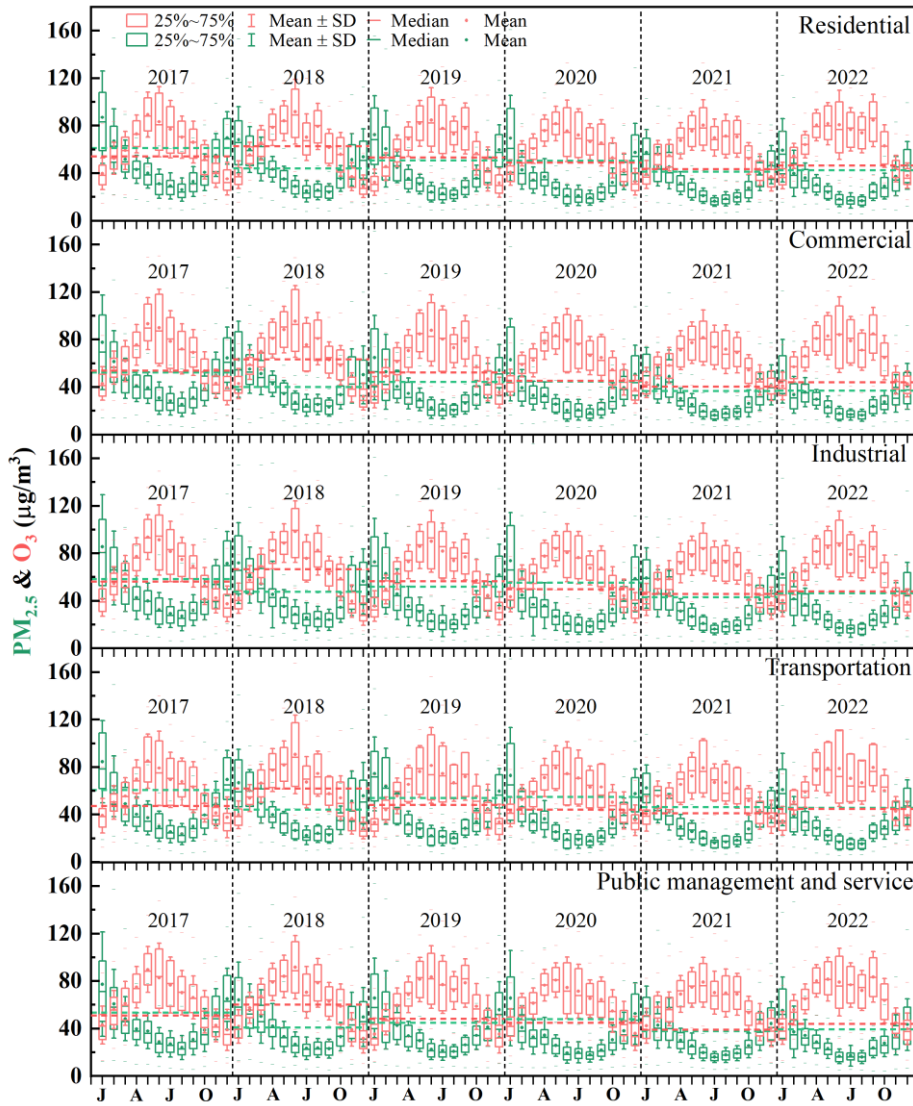 25%~75% Mean ± SD Median Mean
25%~75% Mean ± SD Median Mean
Residential
160
120
80
40
0
2017 2018 2019 2020 2021 2022
Commercial
160
120
80
40
0
2017 2018 2019 2020 2021 2022
Industrial
160
120
80
40
0
2017 2018 2019 2020 2021 2022
Transportation
160
120
80
40
0
2017 2018 2019 2020 2021 2022
Public management and service
160
120
80
40
0
2017 2018 2019 2020 2021 2022
PM2.5 & O3 (μg/m³)
J A J O J A J O J A J O J A J O J A J O J A J O